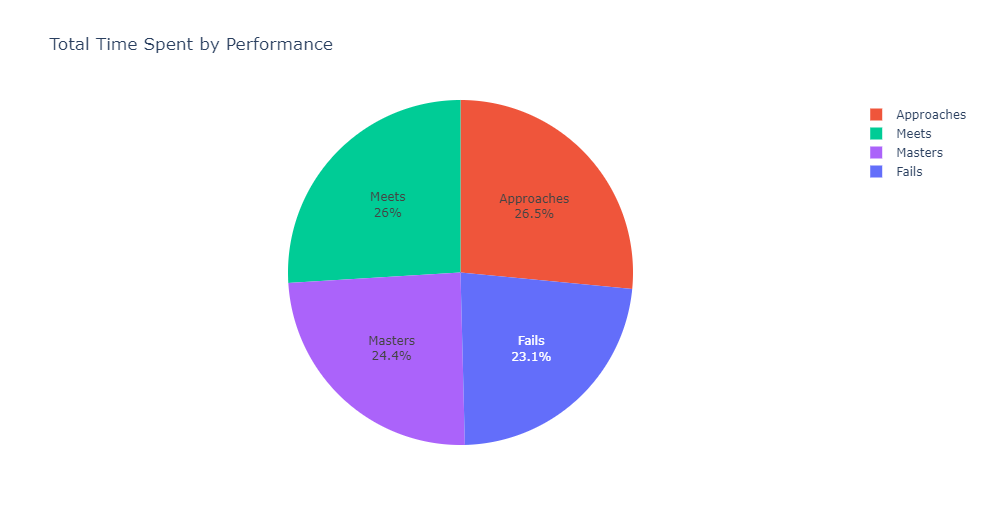 Total Time Spent by Performance
Approaches
Meets
Masters
Fails
Meets
26%
Approaches
26.5%
Masters
24.4%
Fails
23.1%